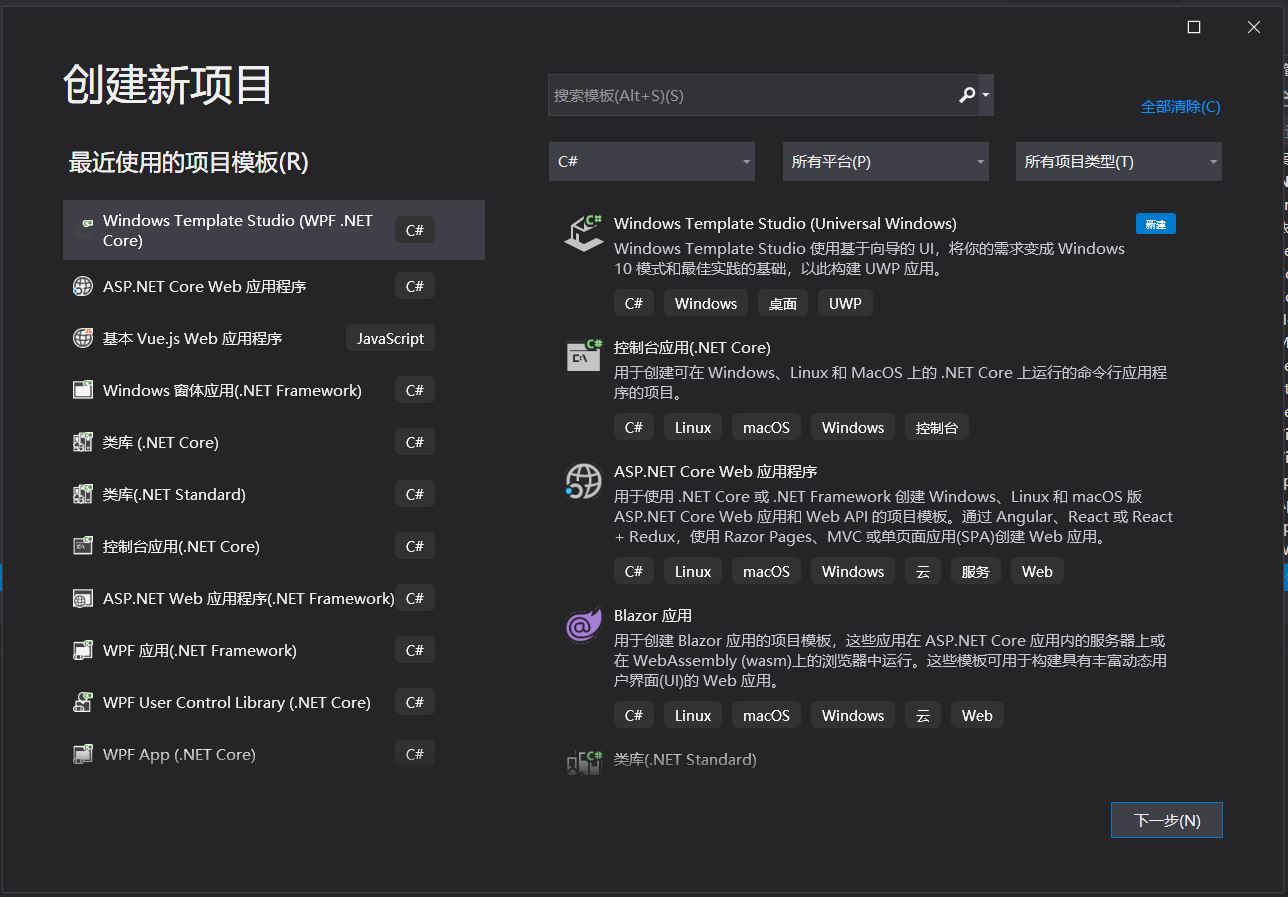 创建新项目
最近使用的项目模板(R)
Windows Template Studio (WPF .NET
Core)
C#
ASP.NET Core Web 应用程序
C#
基本 Vue.js Web 应用程序
JavaScript
Windows 窗体应用(.NET Framework)
C#
类库 (.NET Core)
C#
类库(.NET Standard)
C#
控制台应用(.NET Core)
C#
ASP.NET Web 应用程序(.NET Framework)
C#
WPF 应用(.NET Framework)
C#
WPF User Control Library (.NET Core)
C#
WPF App (.NET Core)
C#
搜索模板(Alt+S)(S)
全部清除(C)
C#
所有平台(P)
所有项目类型(T)
Windows Template Studio (Universal Windows)
新建
Windows Template Studio 使用基于向导的 UI，将你的需求变成 Windows
10 模式和最佳实践的基础，以此构建 UWP 应用。
C# Windows 桌面 UWP
控制台应用(.NET Core)
用于创建可在 Windows、Linux 和 MacOS 上的 .NET Core 上运行的命令行应用程
序的项目。
C# Linux macOS Windows 控制台
ASP.NET Core Web 应用程序
用于使用 .NET Core 或 .NET Framework 创建 Windows、Linux 和 macOS 版
ASP.NET Core Web 应用和 Web API 的项目模板。通过 Angular、React 或 React
+ Redux，使用 Razor Pages、MVC 或单页面应用(SPA)创建 Web 应用。
C# Linux macOS Windows 云 服务 Web
Blazor 应用
用于创建 Blazor 应用的项目模板，这些应用在 ASP.NET Core 应用内的服务器上或
在 WebAssembly (wasm)上的浏览器中运行。这些模板可用于构建具有丰富动态用
户界面(UI)的 Web 应用。
C# Linux macOS Windows 云 Web
类库(.NET Standard)
下一步(N)